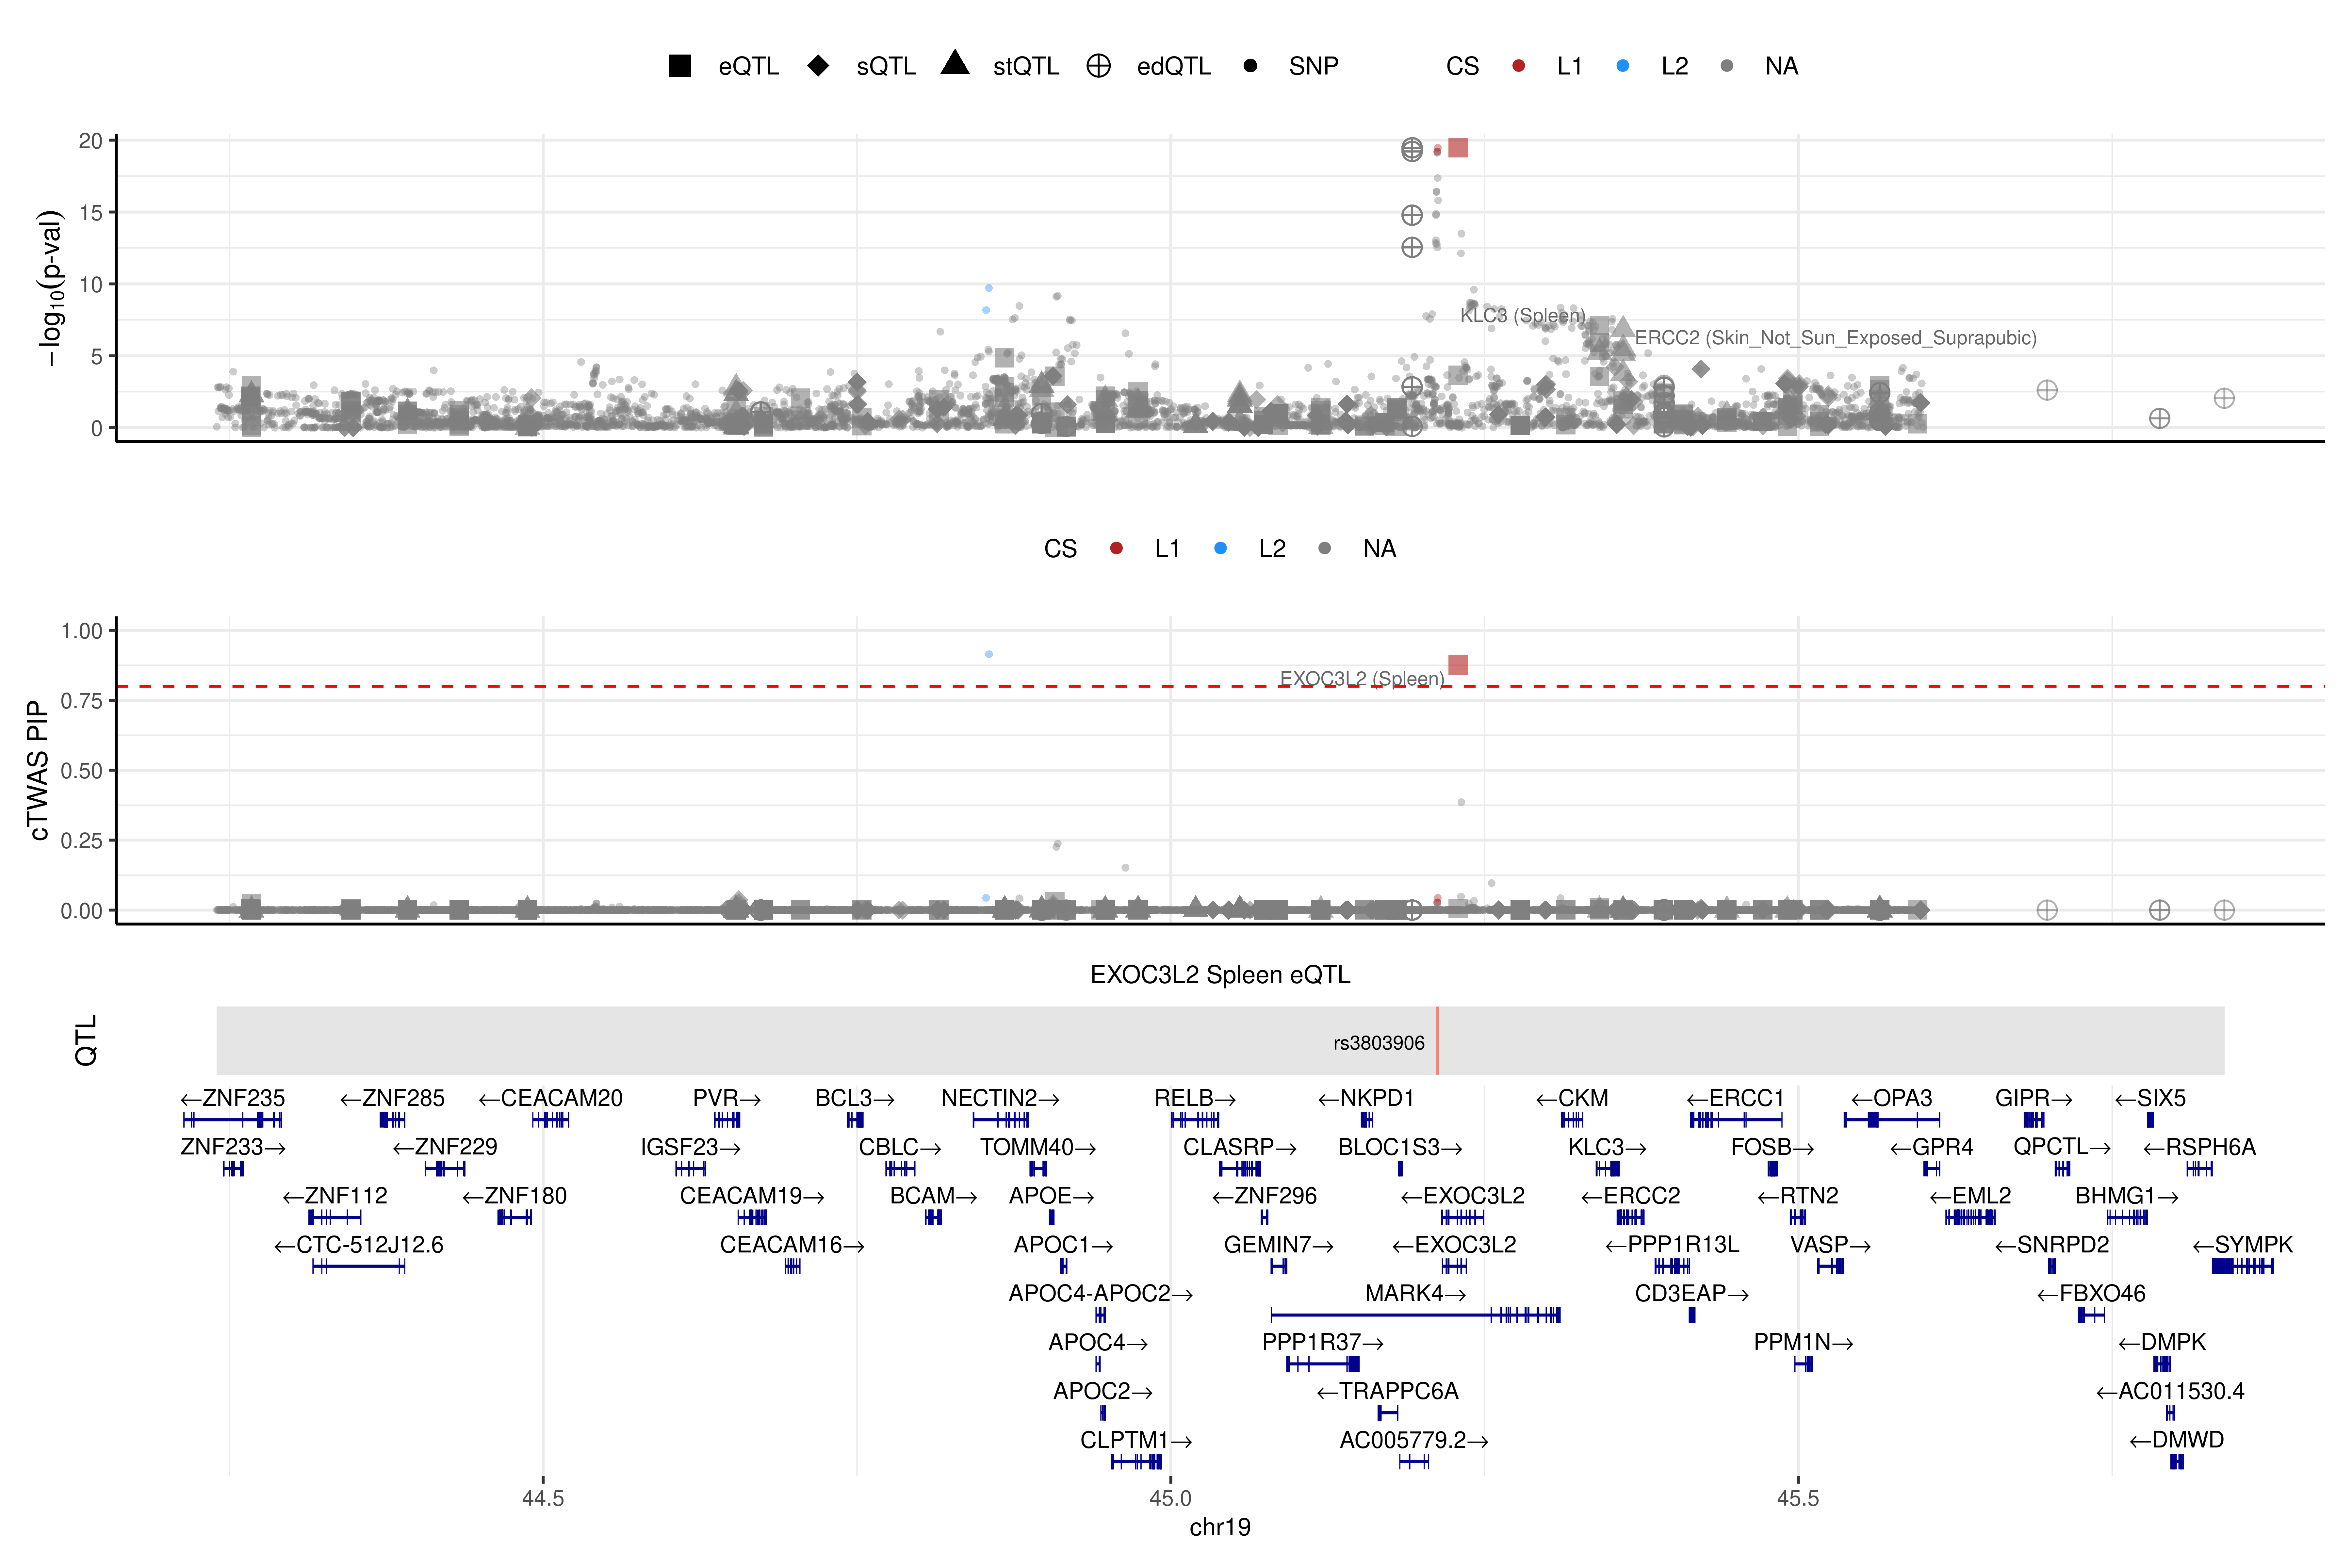 eQTL sQTL stQTL edQTL SNP CS L1 L2 NA
20
15
10
5
0
−log10(p-val)
KLC3 (Spleen)
ERCC2 (Skin_Not_Sun_Exposed_Suprapubic)
CS L1 L2 NA
1.00
0.75
0.50
0.25
0.00
cTWAS PIP
EXOC3L2 (Spleen)
EXOC3L2 Spleen eQTL
QTL
rs3803906
←ZNF235 ←ZNF285 ←CEACAM20 PVR→ BCL3→ NECTIN2→ RELB→ ←NKPD1 ←CKM ←ERCC1 ←OPA3 GIPR→ ←SIX5
ZNF233→ ←ZNF229 IGSF23→ CBLC→ TOMM40→ CLASRP→ BLOC1S3→ KLC3→ FOSB→ ←GPR4 QPCTL→ ←RSPH6A
←ZNF112 ←ZNF180 CEACAM19→ BCAM→ APOE→ ←ZNF296 ←EXOC3L2 ←ERCC2 ←RTN2 ←EML2 BHMG1→
←CTC-512J12.6 CEACAM16→ APOC1→ GEMIN7→ ←EXOC3L2 ←PPP1R13L VASP→ ←SNRPD2 ←SYMPK
APOC4-APOC2→ MARK4→ CD3EAP→ ←FBXO46
APOC4→ PPP1R37→ PPM1N→ ←DMPK
APOC2→ ←TRAPPC6A ←AC011530.4
CLPTM1→ AC005779.2→ ←DMWD
44.5 45.0 45.5
chr19